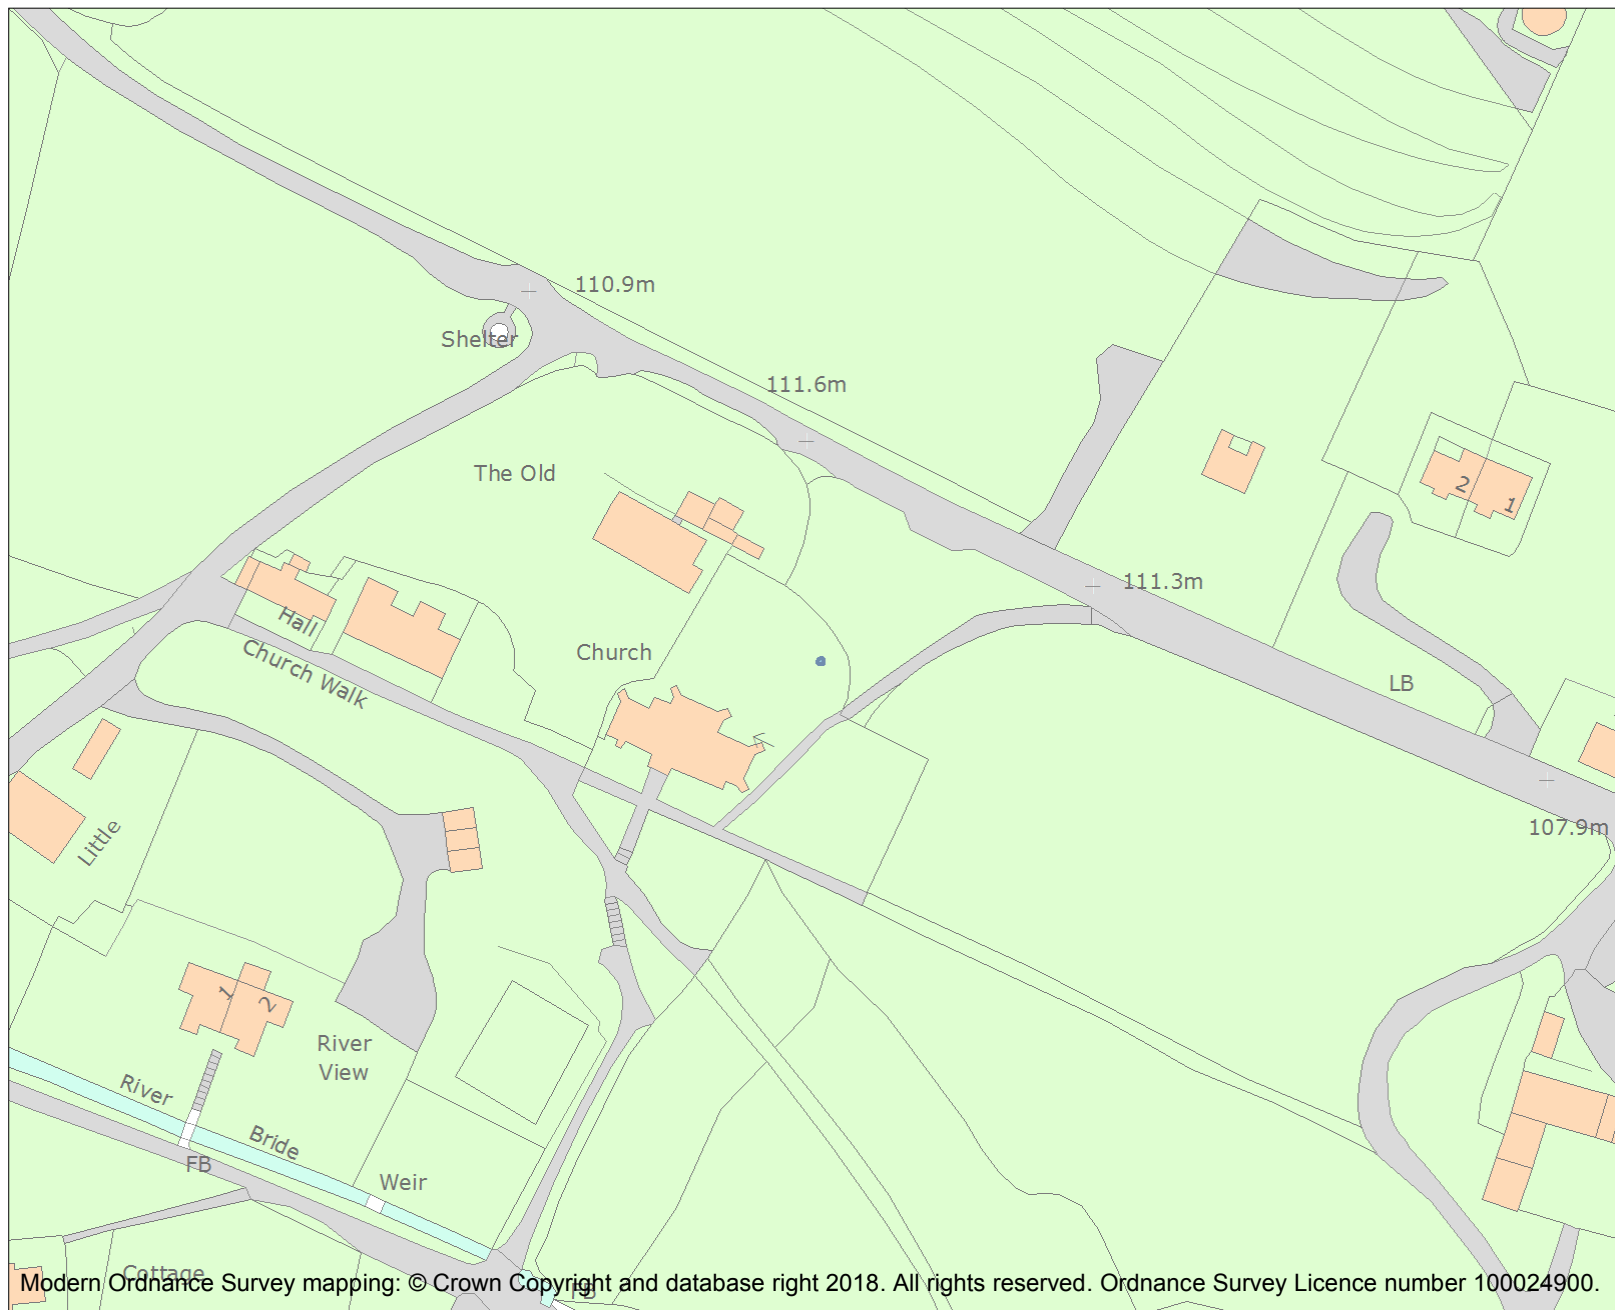 110.9m
Shelter
111.6m
The Old
2
1
111.3m
Hall
Church
Church Walk
LB
107.9m
Little
1
2
River
View
River
Bride
FB
Weir
Cottage
FB
Modern Ordnance Survey mapping: © Crown Copyright and database right 2018. All rights reserved. Ordnance Survey Licence number 100024900.